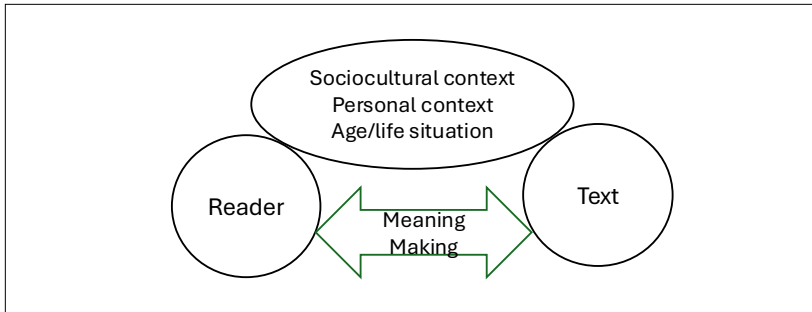 Sociocultural context
Personal context
Age/life situation
Reader
Text
Meaning
Making